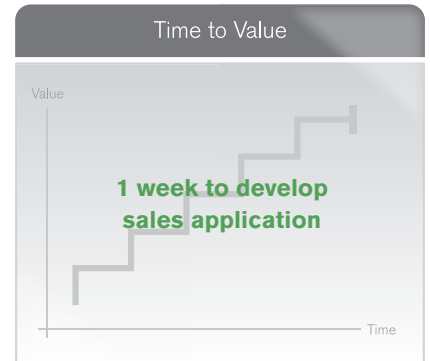 Time to Value
Value
1 week to develop
sales application
Time